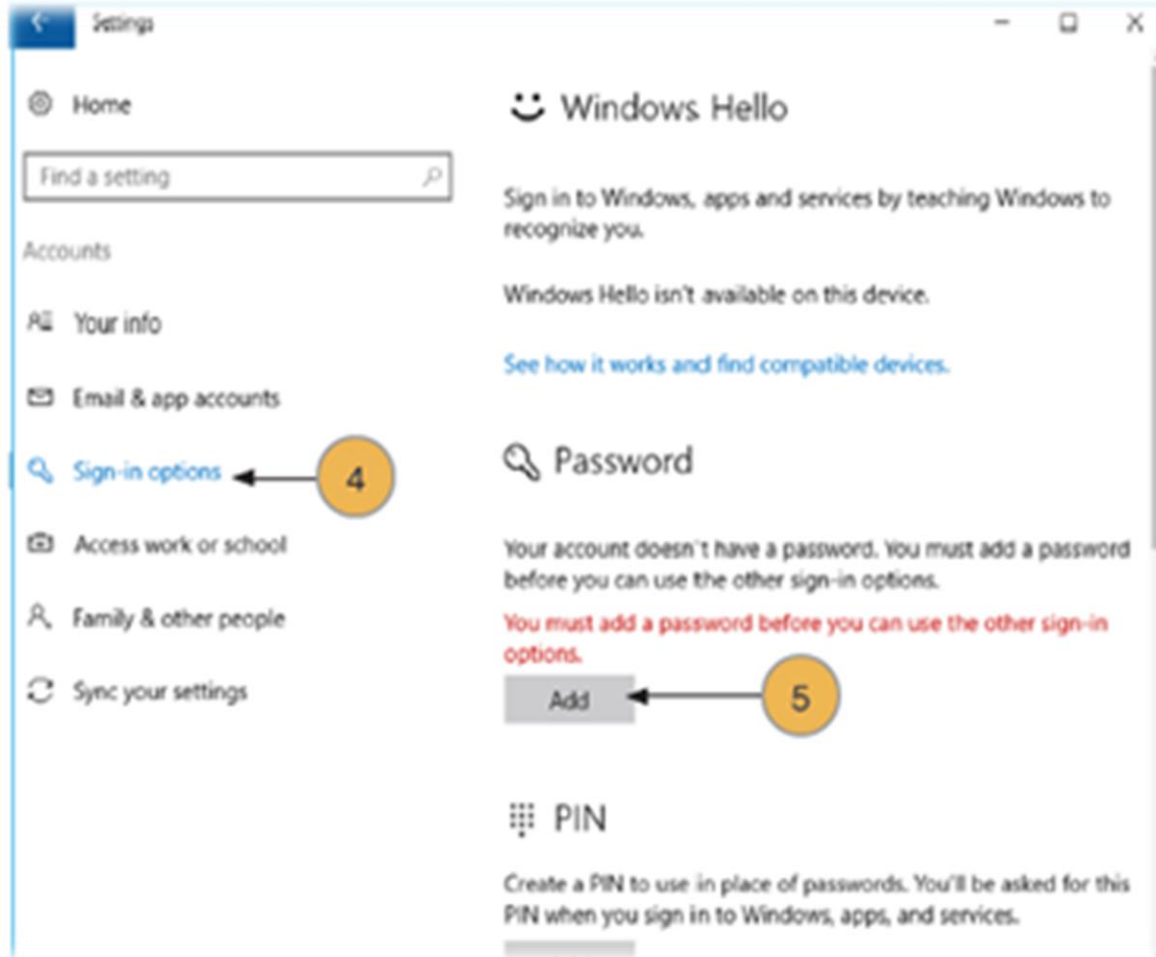 Settings
Home
Find a setting
Accounts
Your info
Email & app accounts
Sign-in options
4
Access work or school
Family & other people
Sync your settings
Windows Hello
Sign in to Windows, apps and services by teaching Windows to
recognize you.
Windows Hello isn't available on this device.
See how it works and find compatible devices.
Password
Your account doesn't have a password. You must add a password
before you can use the other sign-in options.
You must add a password before you can use the other sign-in
options.
Add
5
PIN
Create a PIN to use in place of passwords. You'll be asked for this
PIN when you sign in to Windows, apps, and services.